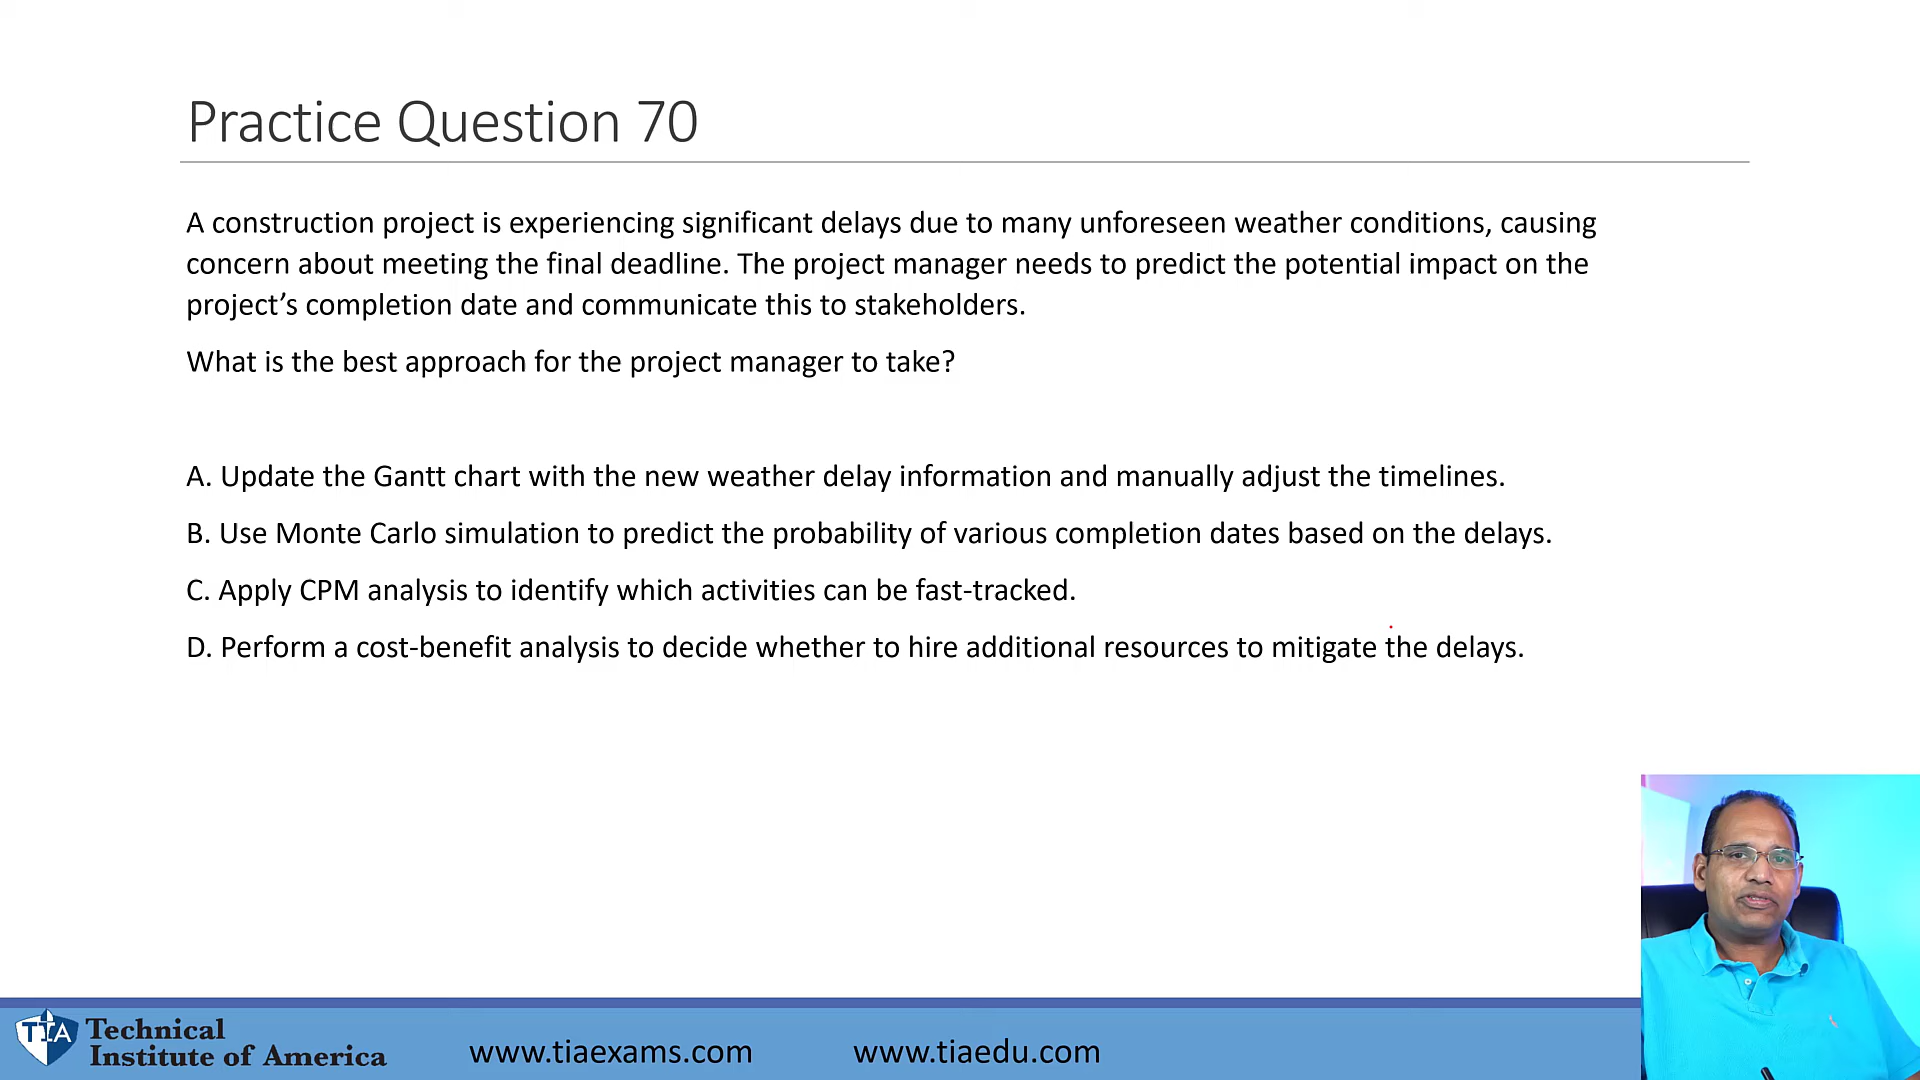 Practice Question 70
A construction project is experiencing significant delays due to many unforeseen weather conditions, causing
concern about meeting the final deadline. The project manager needs to predict the potential impact on the
project’s completion date and communicate this to stakeholders.
What is the best approach for the project manager to take?
A. Update the Gantt chart with the new weather delay information and manually adjust the timelines.
B. Use Monte Carlo simulation to predict the probability of various completion dates based on the delays.
C. Apply CPM analysis to identify which activities can be fast-tracked.
D. Perform a cost-benefit analysis to decide whether to hire additional resources to mitigate the delays.
TIA
Technical
Institute of America
www.tiaexams.com
www.tiaedu.com